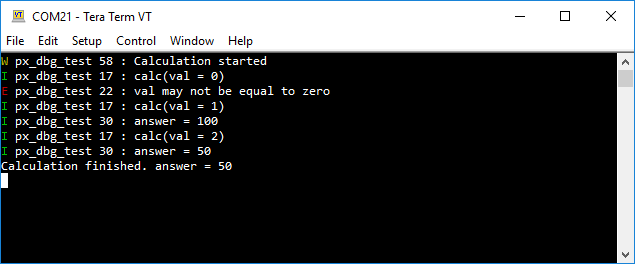 COM21 - Tera Term VT
File Edit Setup Control Window Help
W px_dbg_test 58 : Calculation started
I px_dbg_test 17 : calc(val = 0)
E px_dbg_test 22 : val may not be equal to zero
I px_dbg_test 17 : calc(val = 1)
I px_dbg_test 30 : answer = 100
I px_dbg_test 17 : calc(val = 2)
I px_dbg_test 30 : answer = 50
Calculation finished. answer = 50